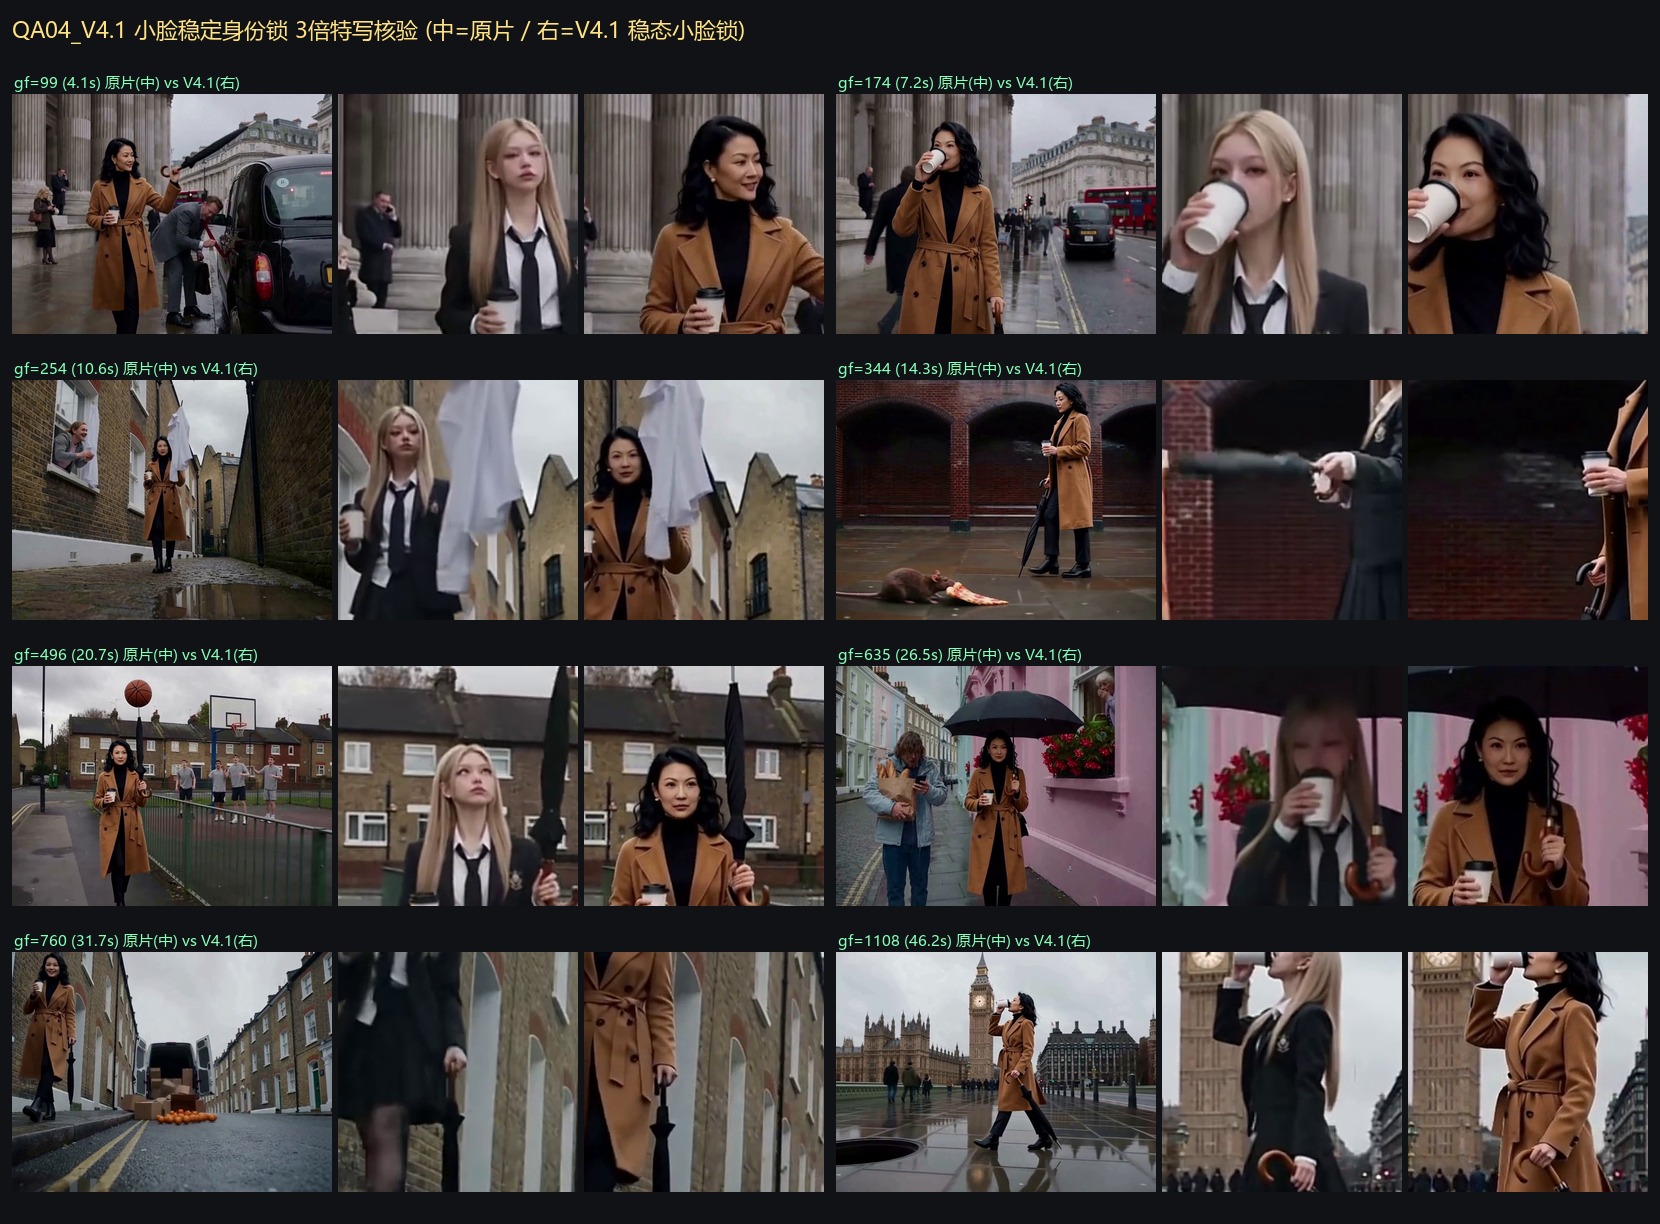 QA04_V4.1 小脸稳定身份锁 3倍特写核验 (中=原片 / 右=V4.1 稳态小脸锁)
gf=99 (4.1s) 原片(中) vs V4.1(右)
gf=174 (7.2s) 原片(中) vs V4.1(右)
gf=254 (10.6s) 原片(中) vs V4.1(右)
gf=344 (14.3s) 原片(中) vs V4.1(右)
gf=496 (20.7s) 原片(中) vs V4.1(右)
gf=635 (26.5s) 原片(中) vs V4.1(右)
gf=760 (31.7s) 原片(中) vs V4.1(右)
gf=1108 (46.2s) 原片(中) vs V4.1(右)